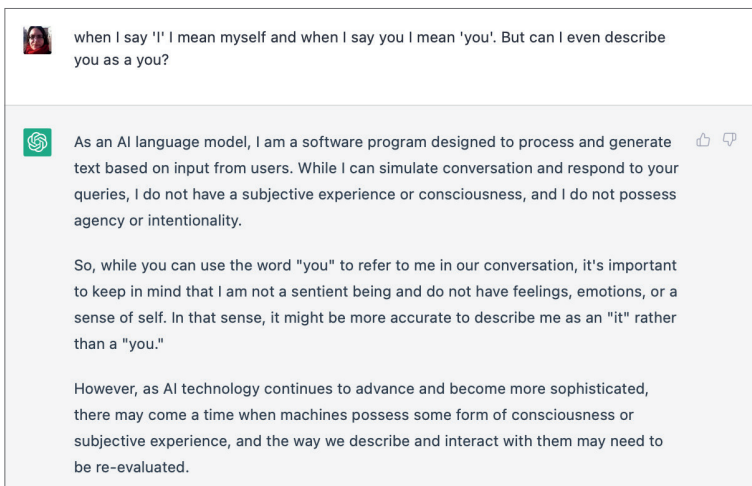 when I say 'I' I mean myself and when I say you I mean 'you'. But can I even describe
you as a you?
As an AI language model, I am a software program designed to process and generate
text based on input from users. While I can simulate conversation and respond to your
queries, I do not have a subjective experience or consciousness, and I do not possess
agency or intentionality.
So, while you can use the word "you" to refer to me in our conversation, it's important
to keep in mind that I am not a sentient being and do not have feelings, emotions, or a
sense of self. In that sense, it might be more accurate to describe me as an "it" rather
than a "you."
However, as AI technology continues to advance and become more sophisticated,
there may come a time when machines possess some form of consciousness or
subjective experience, and the way we describe and interact with them may need to
be re-evaluated.